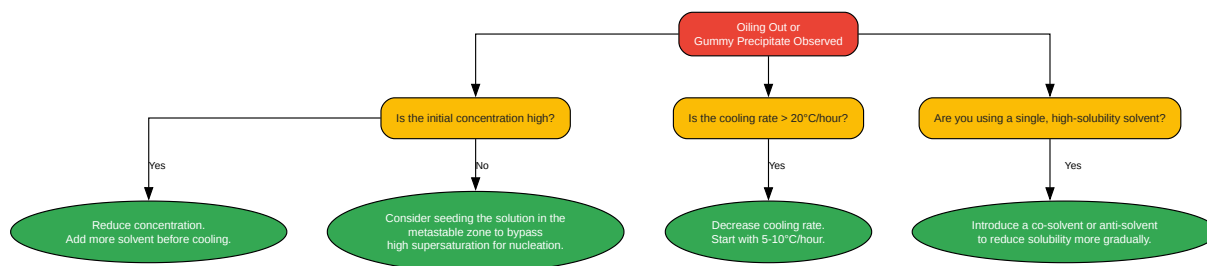 Oiling Out or
Gummy Precipitate Observed
Is the initial concentration high?
Is the cooling rate > 20°C/hour?
Are you using a single, high-solubility solvent?
Yes
No
Yes
Yes
Reduce concentration.
Add more solvent before cooling.
Consider seeding the solution in the
metastable zone to bypass
high supersaturation for nucleation.
Decrease cooling rate.
Start with 5-10°C/hour.
Introduce a co-solvent or anti-solvent
to reduce solubility more gradually.